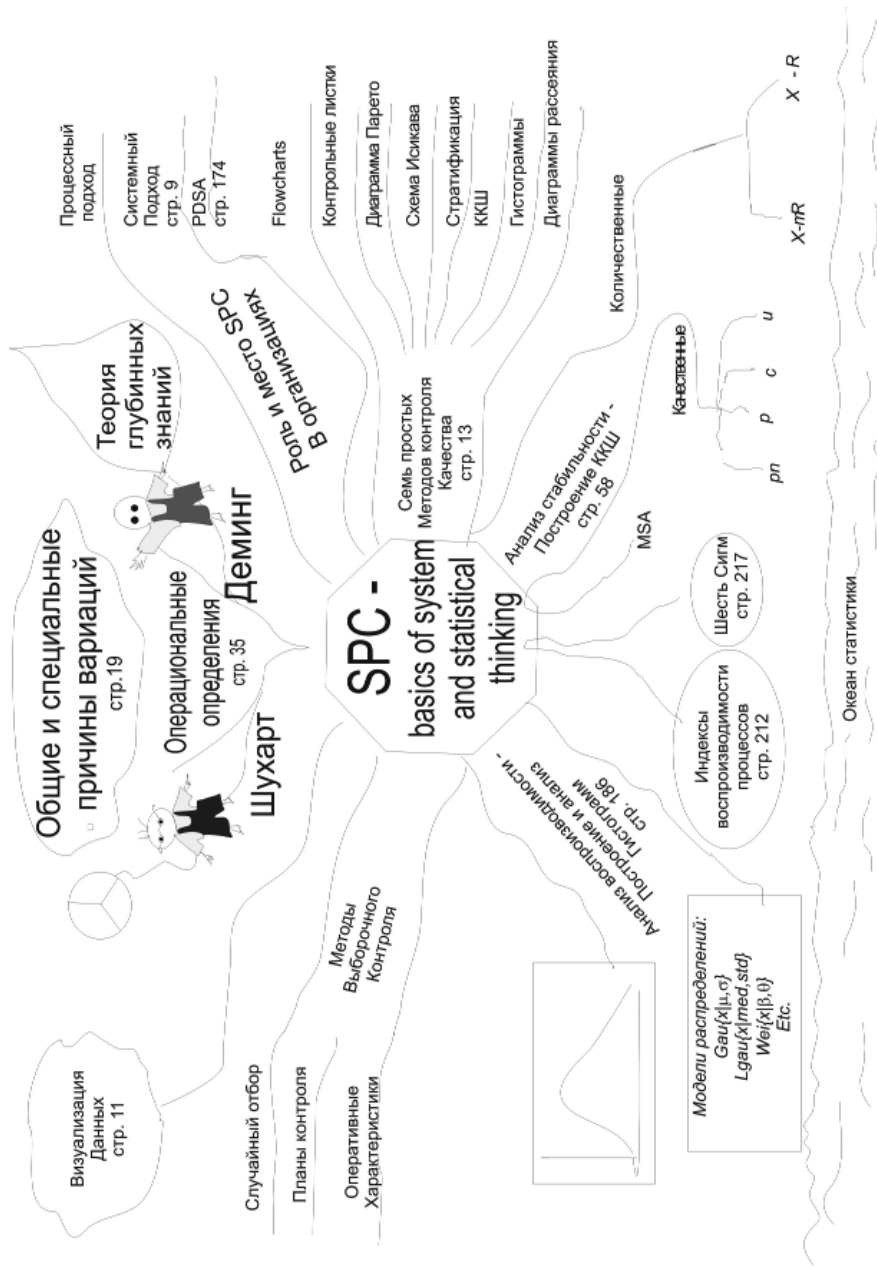 Общие и специальные
причины вариаций
стр.19
Теория
глубинных
знаний
Операциональные
определения
стр. 35
Деминг
Шухарт
Визуализация
Данных
стр. 11
Процессный
подход
Системный
Подход
стр. 9
PDSA
стр. 174
Роль и место SPC
В организациях
Flowcharts
Контрольные листки
Диаграмма Парето
Схема Исикава
Стратификация
ККШ
Гистограммы
Диаграммы рассеяния
Семь простых
Методов контроля
Качества
стр. 13
SPC -
basics of system
and statistical
thinking
Случайный отбор
Планы контроля
Оперативные
Характеристики
Методы
Выборочного
Контроля
Анализ стабильности -
Построение ККШ
стр. 58
Количественные
X - R
X-mR
Качественные
pn
p
c
u
MSA
Шесть Сигм
стр. 217
Индексы
воспроизводимости
процессов
стр. 212
Анализ воспроизводимости -
Построение и анализ
Гистограмм
стр. 186
Модели распределений:
Gau{x|μ,σ}
Lgau{x|med,std}
Wei{x|β,θ}
Etc.
Океан статистики